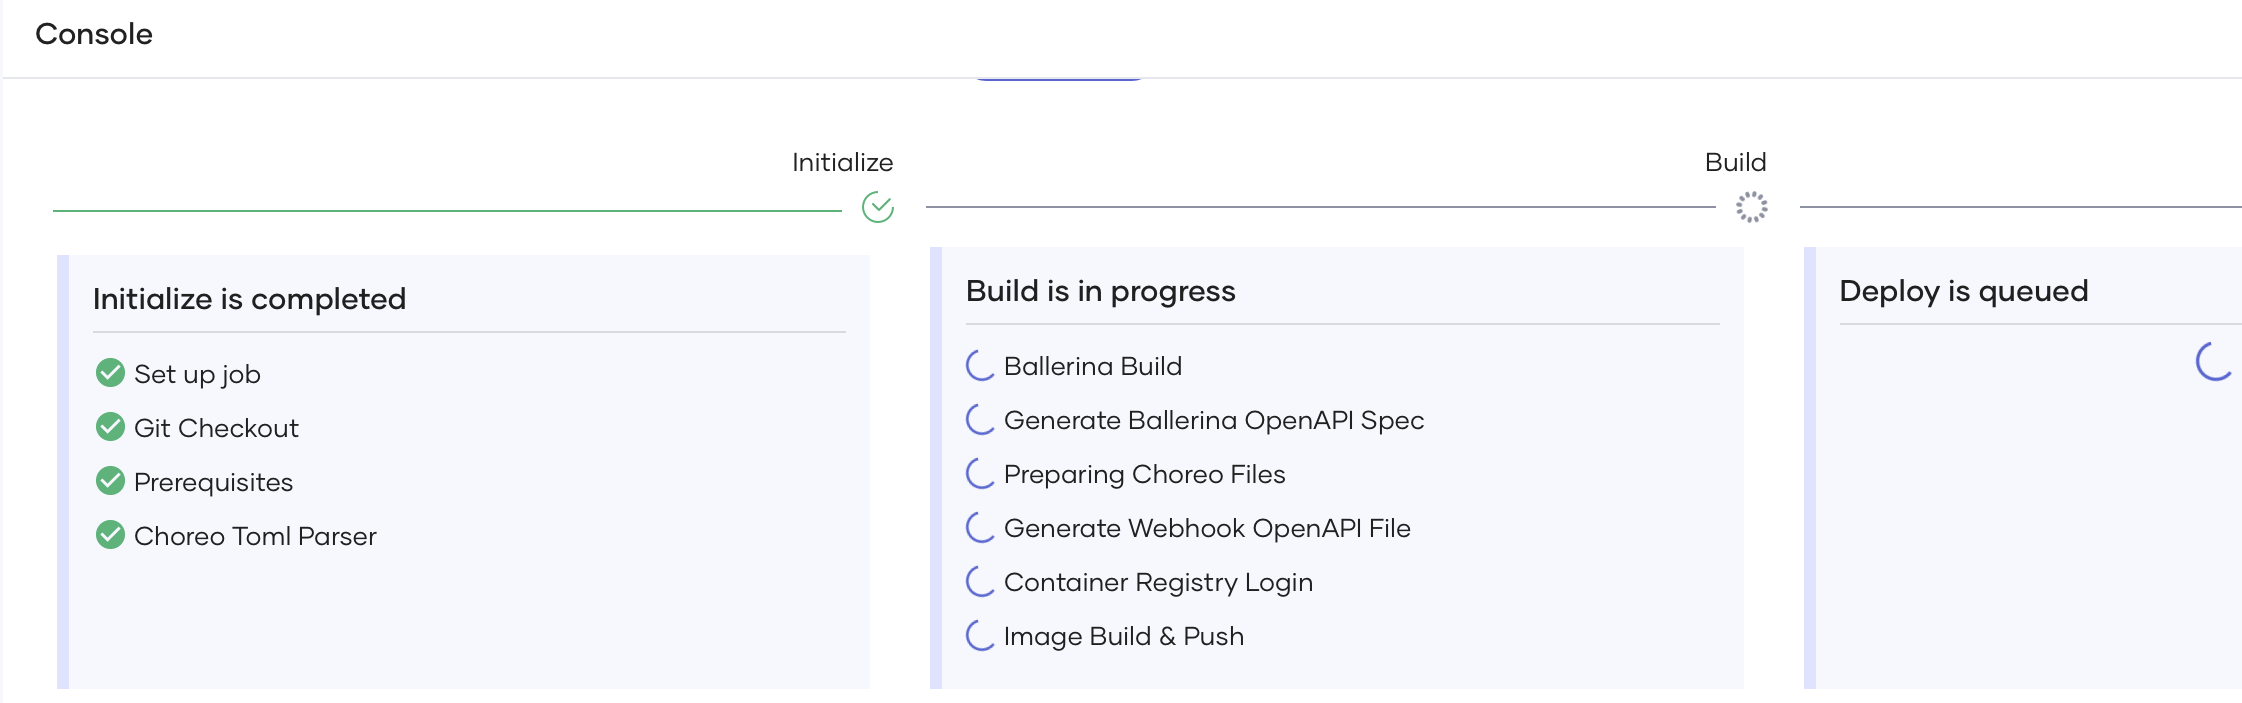 Console
Initialize
Build
Initialize is completed
Set up job
Git Checkout
Prerequisites
Choreo Toml Parser
Build is in progress
Ballerina Build
Generate Ballerina OpenAPI Spec
Preparing Choreo Files
Generate Webhook OpenAPI File
Container Registry Login
Image Build & Push
Deploy is queued